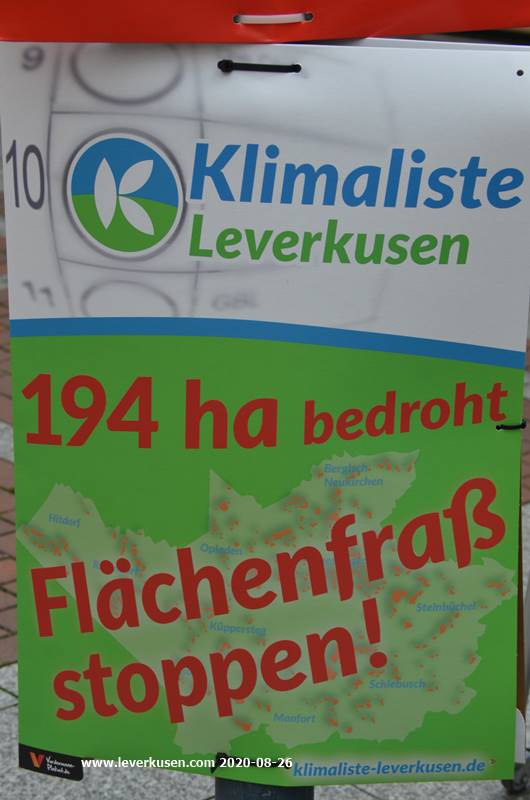 9
10
Klimaliste
Leverkusen
11
GBL
194 ha bedroht
Bergisch
Neukirchen
Hitdorf
Opladen
Flächenfraß
Steinbüchel
Küppersteg
stoppen!
Schlebusch
Manfort
klimaliste-leverkusen.de
www.leverkusen.com 2020-08-26